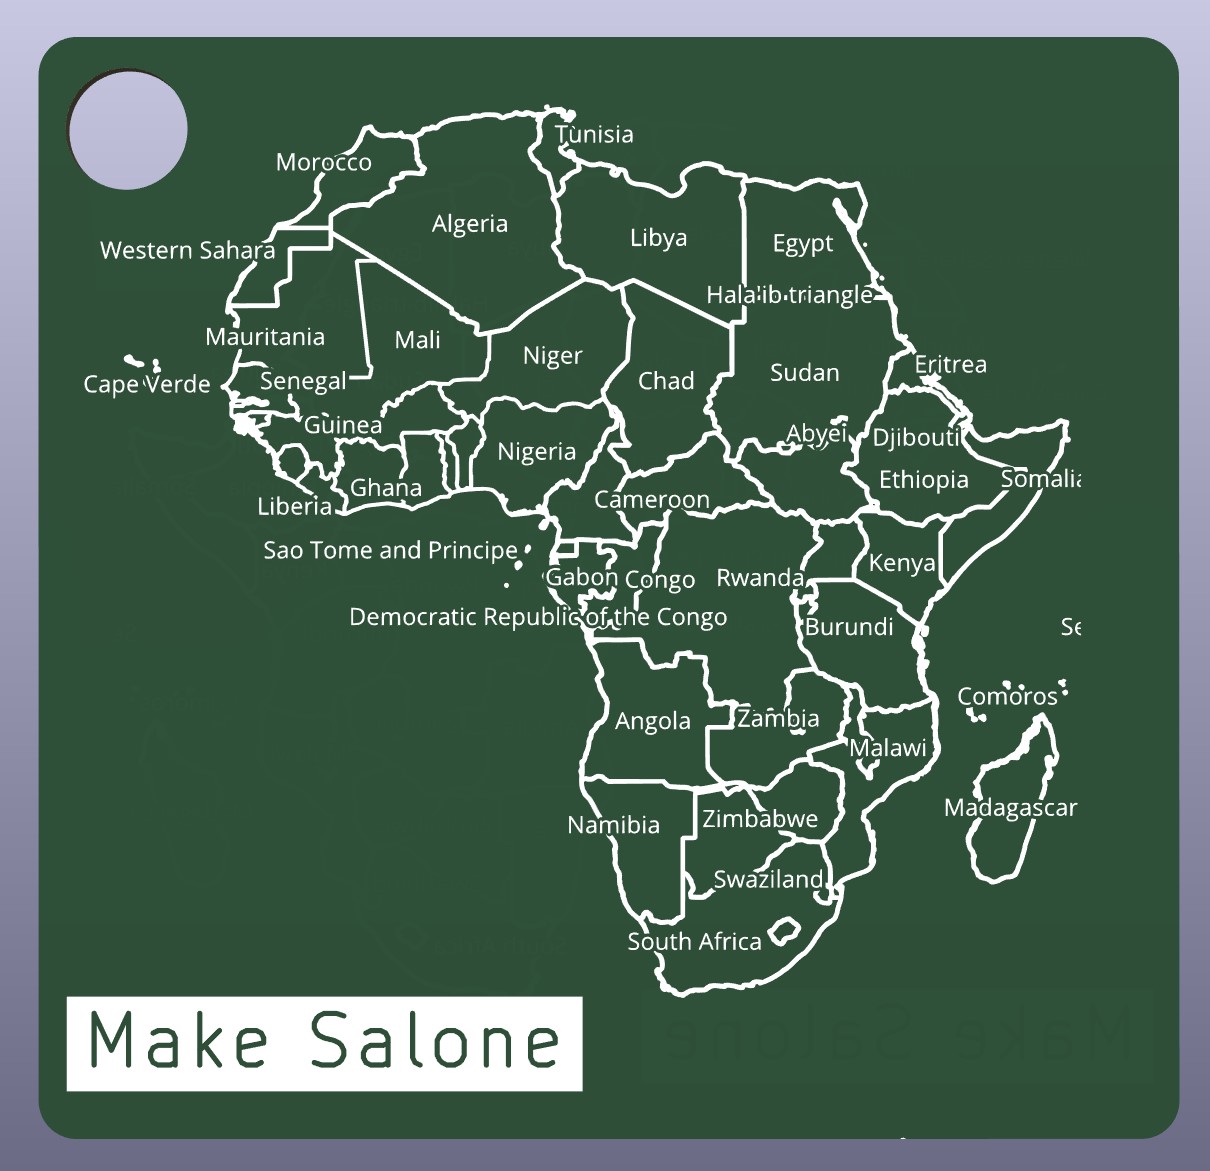 Tunisia
Morocco
Algeria
Libya
Egypt
Western Sahara
Hala'ib triangle
Mauritania
Mali
Niger
Chad
Sudan
Eritrea
Cape Verde
Senegal
Guinea
Nigeria
Abyei
Djibouti
Ghana
Ethiopia
Somalia
Liberia
Cameroon
Sao Tome and Principe
Gabon
Congo
Rwanda
Kenya
Democratic Republic of the Congo
Burundi
Se
Comoros
Angola
Zambia
Malawi
Madagascar
Namibia
Zimbabwe
Swaziland
South Africa
Make Salone